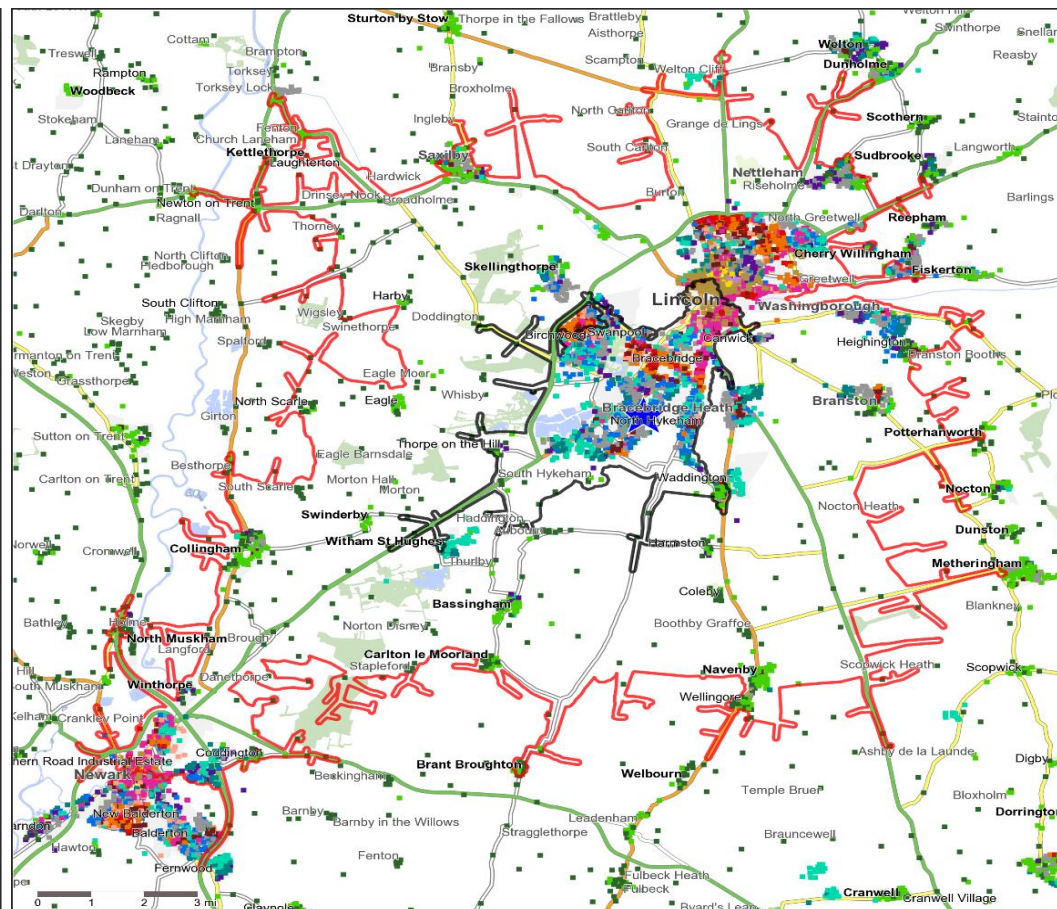 Sturton by Stow
Thorpe in the Fallows
Brattleby
Aisthorpe
Cottam
Brampton
Treswell
Rampton
Woodbeck
Torksey
Torksey Lock
Bransby
Broxholme
Scampton
Welton Cliff
Welton
Dunholme
Swinthorpe
Reasby
Stokeham
Laneham
Fenton
Church Laneham
Kettlethorpe
Laughterton
Ingleby
Saxilby
Hardwick
North Carlton
South Carlton
Grange de Lings
Scothern
Sudbrooke
Langworth
Nettleham
Riseholme
Dunham on Trent
Newton on Trent
Drinsey Nook
Broadholme
Burton
Barlings
Darlton
Ragnall
Thorney
North Greetwell
Reepham
North Clifton
Skellingthorpe
Cherry Willingham
Greetwell
Fiskerton
South Clifton
High Marnham
Harby
Wigsley
Doddington
Lincoln
Washingborough
Skegby
Low Marnham
Swinethorpe
Birchwood
Swanpool
Canwick
Heighington
Spalford
Bracebridge
Branston Booths
Grassthorpe
Eagle Moor
Girton
North Scarle
Eagle
Whisby
Bracebridge Heath
North Hykeham
Branston
Sutton on Trent
Thorpe on the Hill
Potterhanworth
Besthorpe
Eagle Barnsdale
Carlton on Trent
South Scarle
Morton Hall
Morton
South Hykeham
Waddington
Nocton
Nocton Heath
Swinderby
Haddington
Aubourn
Dunston
Norwell
Cromwell
Collingham
Witham St Hughes
Thurlby
Harmston
Metheringham
Bassingham
Coleby
Blankney
Bathley
Holme
Norton Disney
Boothby Graffoe
North Muskham
Brough
Langford
Carlton le Moorland
Stapleford
Scopwick Heath
Scopwick
South Muskham
Winthorpe
Danethorpe
Navenby
Wellingore
Crankley Point
Coddington
Ashby de la Launde
Newark
Beckingham
Brant Broughton
Welbourn
Digby
Temple Bruer
New Balderton
Balderton
Barnby
Barnby in the Willows
Leadenham
Bloxholm
Dorrington
Hawton
Stragglethorpe
Brauncewell
Fernwood
Fenton
Fulbeck Heath
Fulbeck
Cranwell
Cranwell Village
0 1 2 3 mi